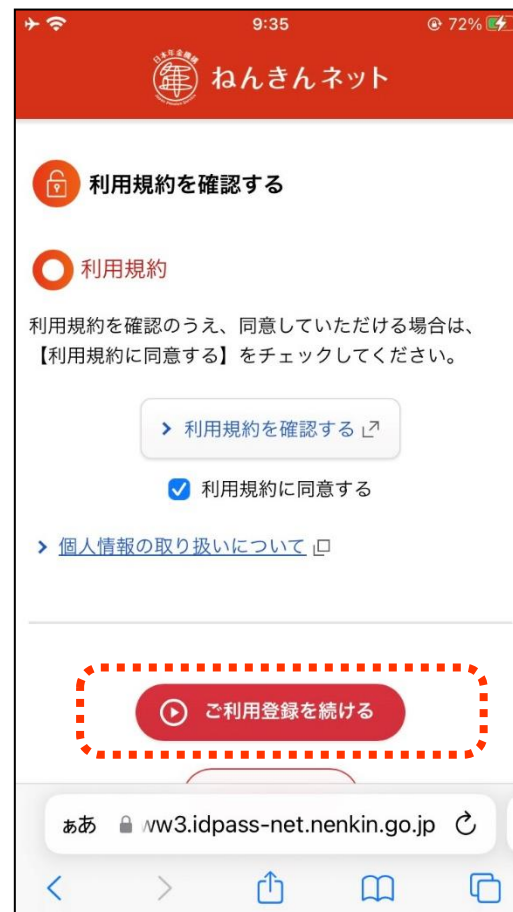 9:35
72%
ねんきんネット
利用規約を確認する
利用規約
利用規約を確認のうえ、同意していただける場合は、
【利用規約に同意する】をチェックしてください。
利用規約を確認する
利用規約に同意する
個人情報の取り扱いについて
ご利用登録を続ける
ぁあ
ww3.idpass-net.nenkin.go.jp